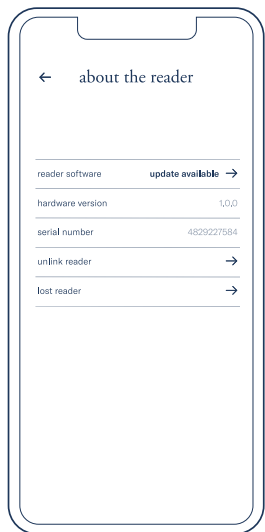 ← about the reader
reader software update available →
hardware version 1,0,0
serial number 4829227584
unlink reader →
lost reader →